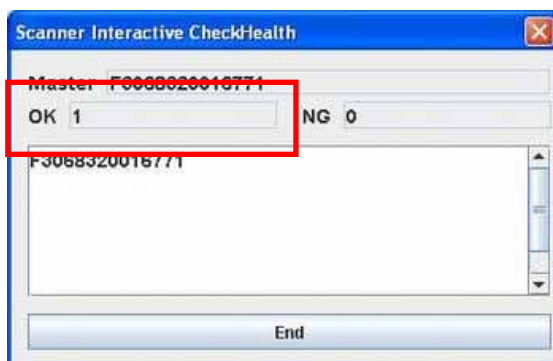 Scanner Interactive CheckHealth
Master F3068320016771
OK 1 NG 0
F3068320016771
End